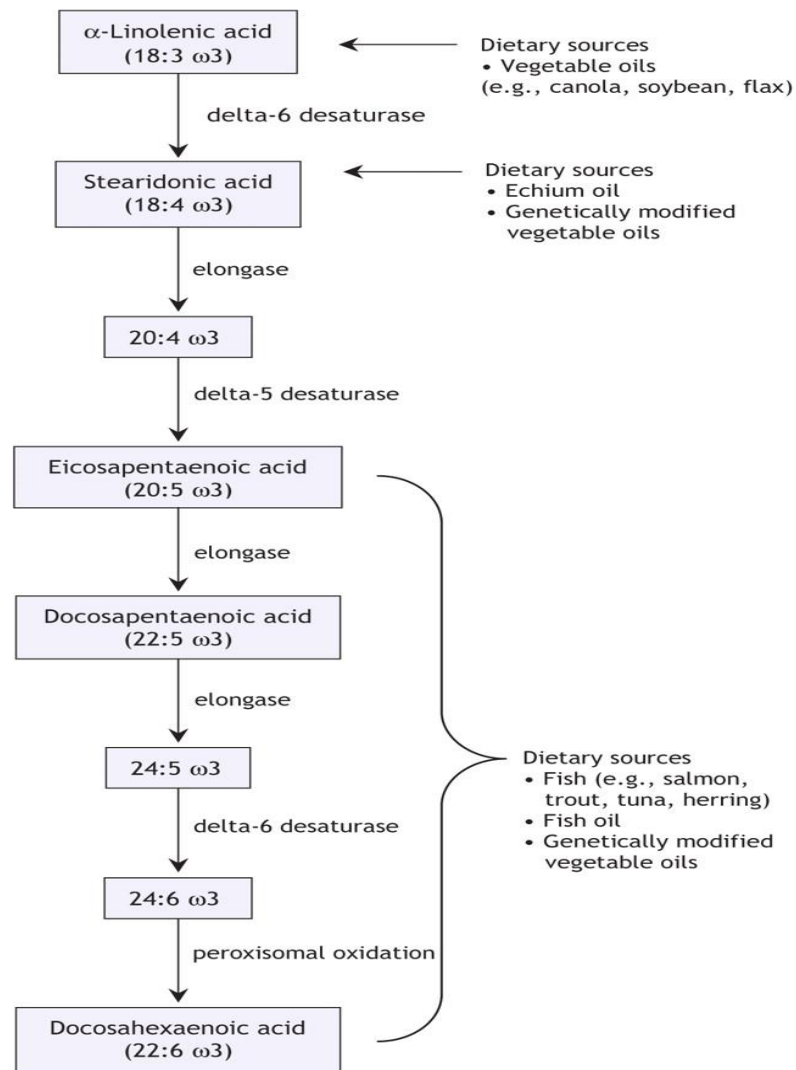 α-Linolenic acid
(18:3 ω3)
Dietary sources
• Vegetable oils
(e.g., canola, soybean, flax)
delta-6 desaturase
Stearidonic acid
(18:4 ω3)
Dietary sources
• Echium oil
• Genetically modified
vegetable oils
elongase
20:4 ω3
delta-5 desaturase
Eicosapentaenoic acid
(20:5 ω3)
elongase
Docosapentaenoic acid
(22:5 ω3)
elongase
24:5 ω3
Dietary sources
• Fish (e.g., salmon,
trout, tuna, herring)
• Fish oil
• Genetically modified
vegetable oils
delta-6 desaturase
24:6 ω3
peroxisomal oxidation
Docosahexaenoic acid
(22:6 ω3)